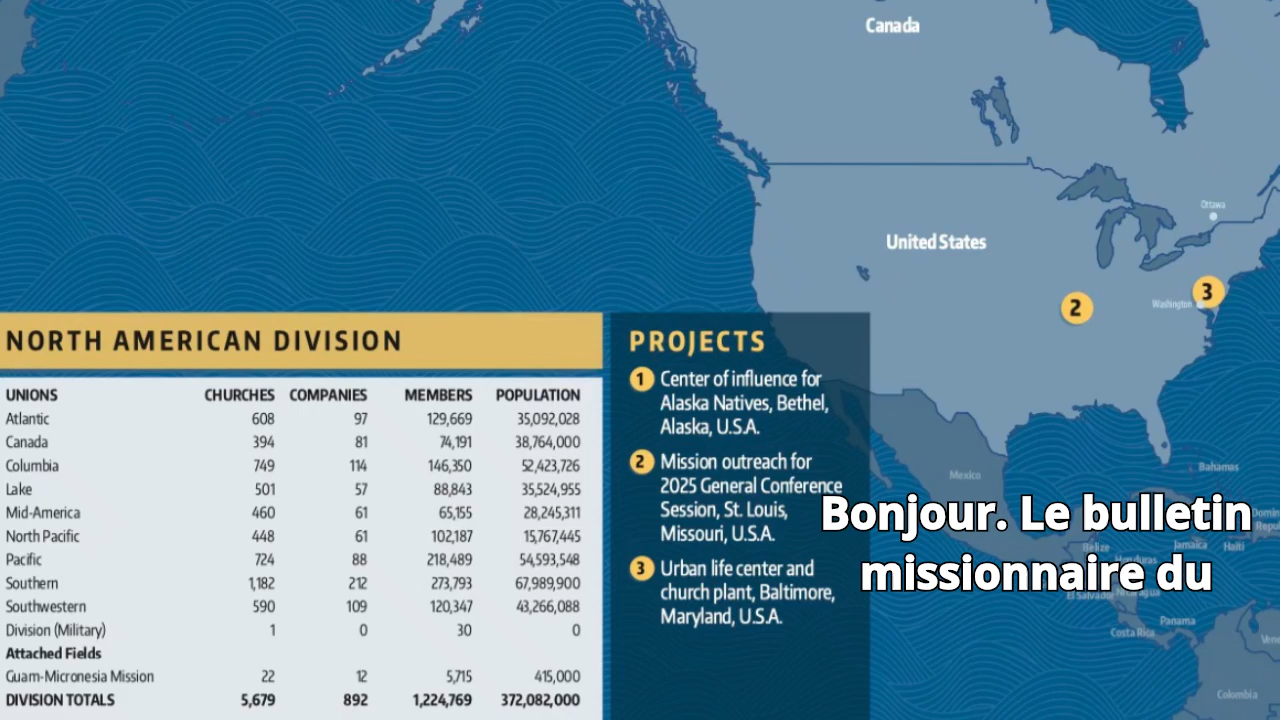 Canada
Ottawa
United States
Washington
2
3
NORTH AMERICAN DIVISION
UNIONS CHURCHES COMPANIES MEMBERS POPULATION
Atlantic 608 97 129,669 35,092,028
Canada 394 81 74,191 38,764,000
Columbia 749 114 146,350 52,423,726
Lake 501 57 88,843 35,524,955
Mid-America 460 61 65,155 28,245,311
North Pacific 448 61 102,187 15,767,445
Pacific 724 88 218,489 54,593,548
Southern 1,182 212 273,793 67,989,900
Southwestern 590 109 120,347 43,266,088
Division (Military) 1 0 30 0
Attached Fields
Guam-Micronesia Mission 22 12 5,715 415,000
DIVISION TOTALS 5,679 892 1,224,769 372,082,000
PROJECTS
1 Center of influence for
Alaska Natives, Bethel,
Alaska, U.S.A.
2 Mission outreach for
2025 General Conference
Session, St. Louis,
Missouri, U.S.A.
3 Urban life center and
church plant, Baltimore,
Maryland, U.S.A.
Mexico
Bahamas
Bonjour. Le bulletin
missionnaire du
Belize
Jamaica
Haiti
Honduras
El Salvador
Nicaragua
Panama
Costa Rica
Colombia